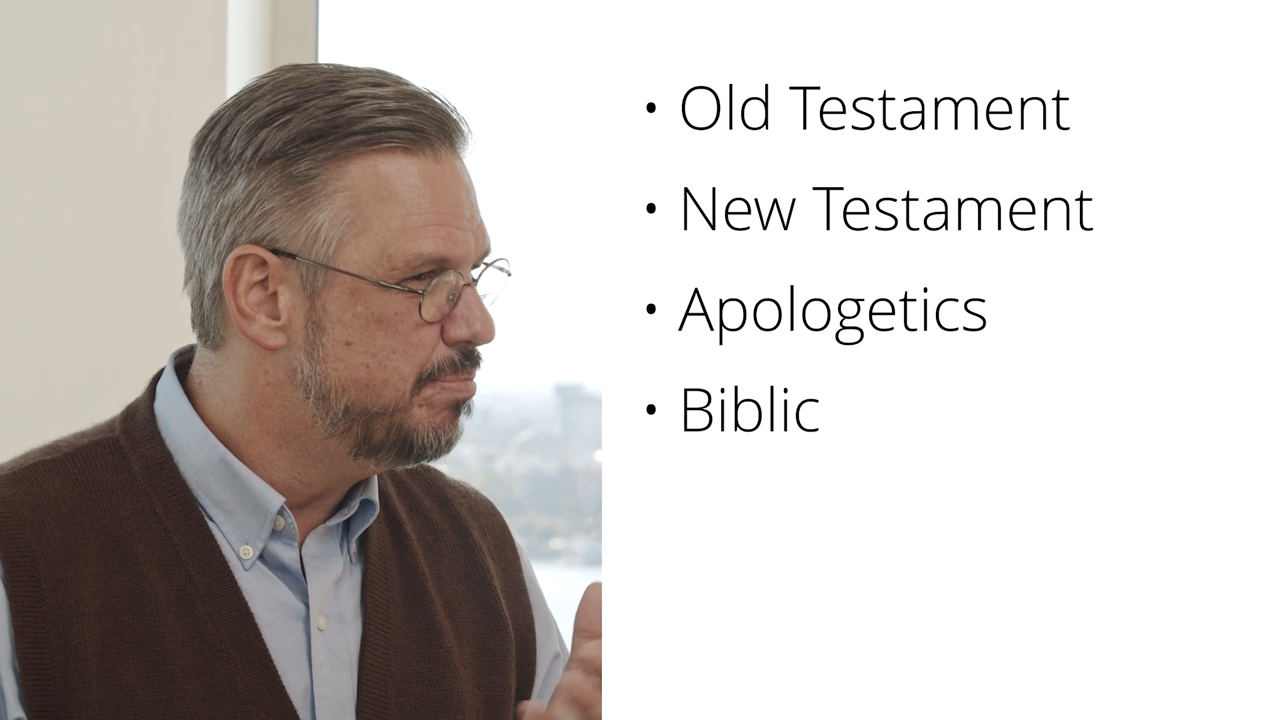 • Old Testament
• New Testament
• Apologetics
• Biblic